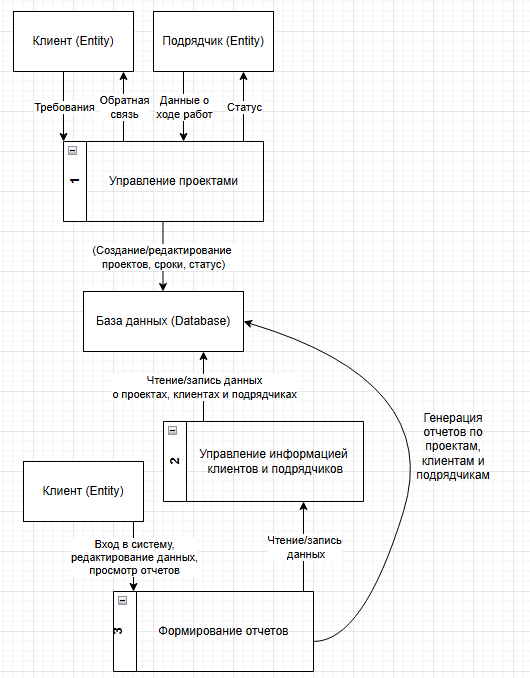 Клиент (Entity)
Подрядчик (Entity)
Требования
Обратная
связь
Данные о
ходе работ
Статус
1
Управление проектами
(Создание/редактирование
проектов, сроки, статус)
База данных (Database)
Чтение/запись данных
о проектах, клиентах и подрядчиках
Генерация
отчетов по
проектам,
клиентам и
подрядчикам
2
Управление информацией
клиентов и подрядчиков
Клиент (Entity)
Вход в систему,
редактирование данных,
просмотр отчетов
Чтение/запись
данных
3
Формирование отчетов